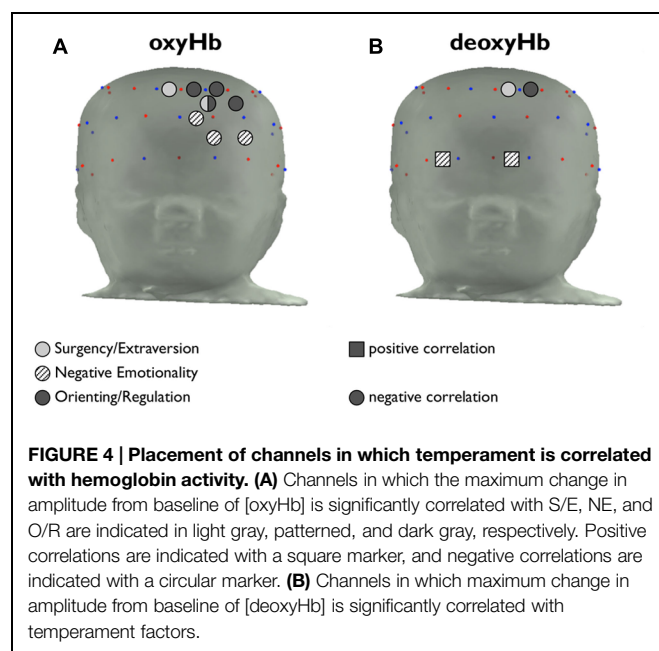 A oxyHb B deoxyHb
Surgency/Extraversion positive correlation
Negative Emotionality
Orienting/Regulation negative correlation
FIGURE 4 | Placement of channels in which temperament is correlated
with hemoglobin activity. (A) Channels in which the maximum change in
amplitude from baseline of [oxyHb] is significantly correlated with S/E, NE, and
O/R are indicated in light gray, patterned, and dark gray, respectively. Positive
correlations are indicated with a square marker, and negative correlations are
indicated with a circular marker. (B) Channels in which maximum change in
amplitude from baseline of [deoxyHb] is significantly correlated with
temperament factors.